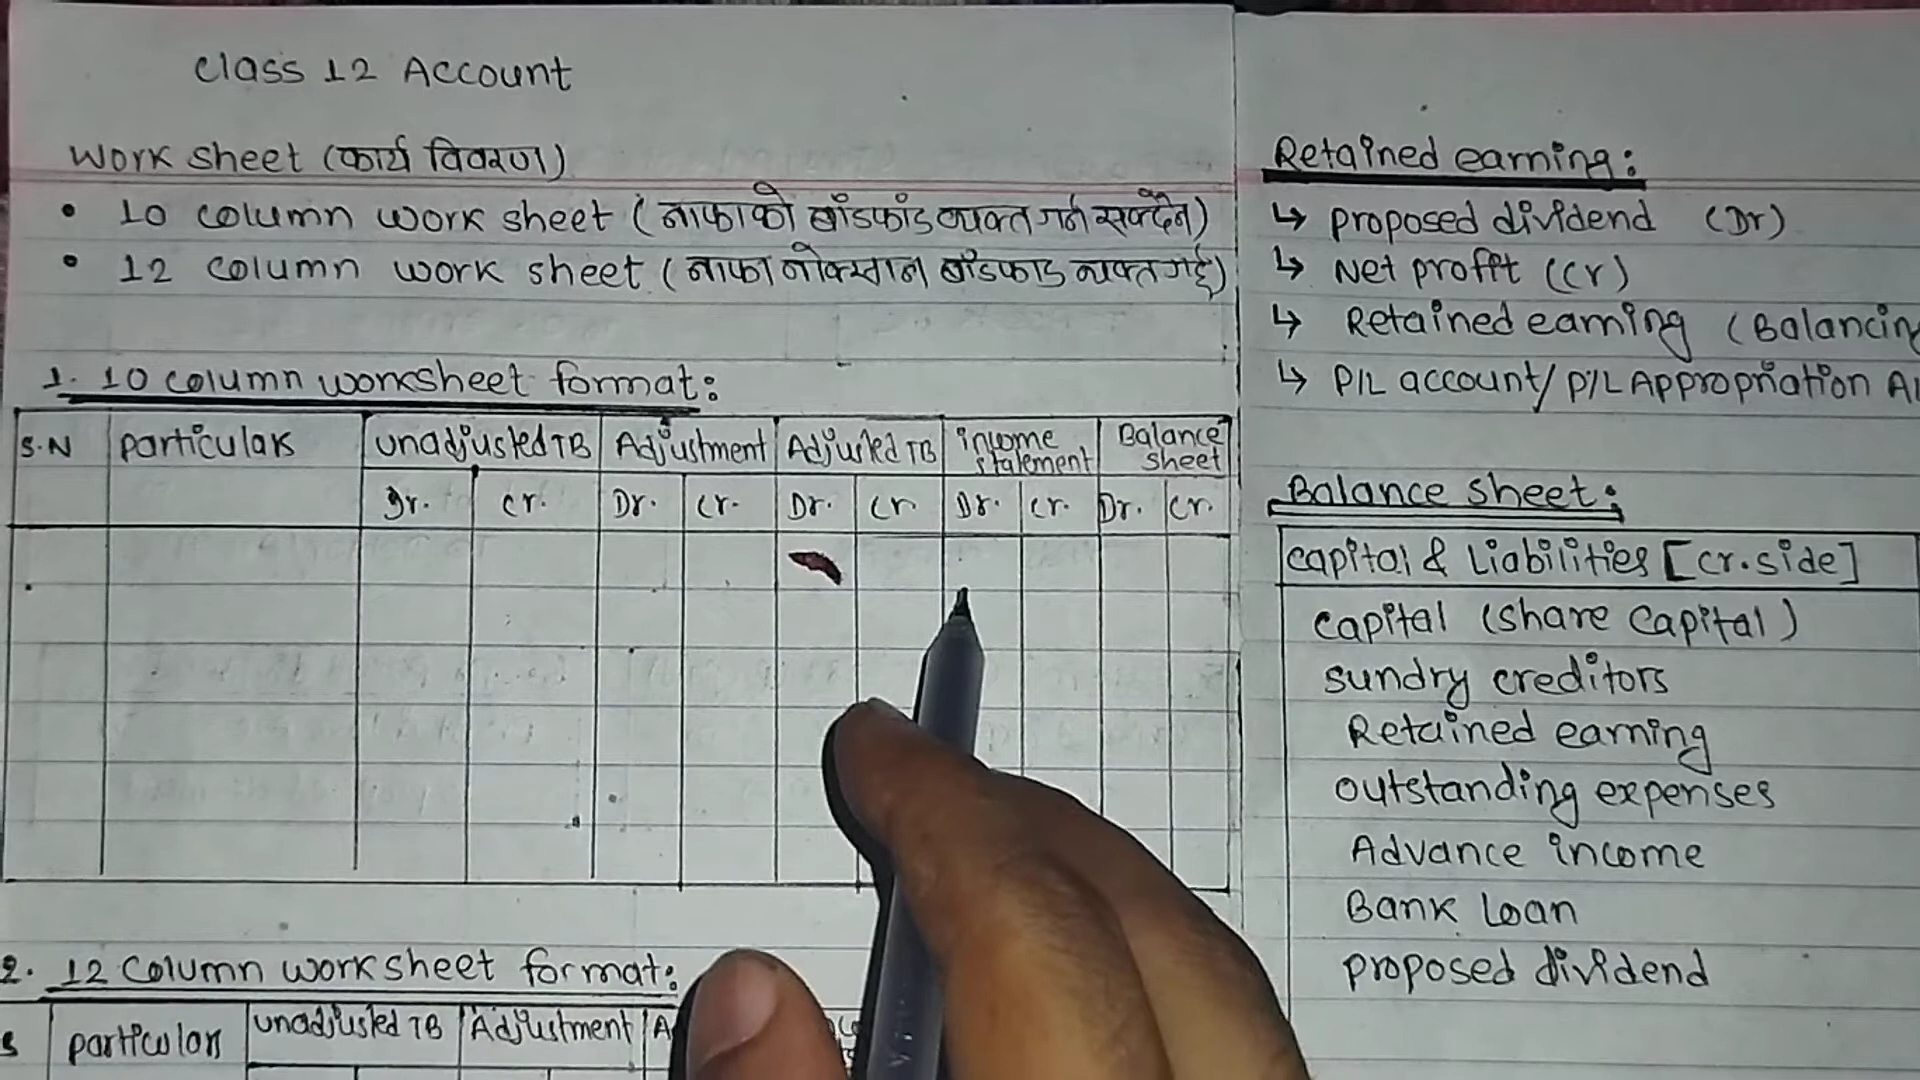 Class 12 Account
Work sheet (कार्य विवरण)
• 10 column work sheet (नाफाको बाँडफाँड व्यक्त गर्न सक्दैन)
• 12 column work sheet (नाफा नोक्सान बाँडफाड व्यक्त गर्ह)
1. 10 column worksheet format:
S.N particulars unadjusted TB Adjustment Adjusted TB income statement Balance sheet
Dr. cr. Dr. cr. Dr. cr Dr. cr. Dr. cr.
2. 12 column worksheet format:
particulars unadjusted TB Adjustment A
Retained earning:
↳ proposed dividend (Dr)
↳ Net profit (cr)
↳ Retained earning (Balancing
↳ P/L account/P/L Appropriation A
Balance sheet:
capital & Liabilities [cr.side]
capital (share capital)
sundry creditors
Retained earning
outstanding expenses
Advance income
Bank Loan
proposed dividend